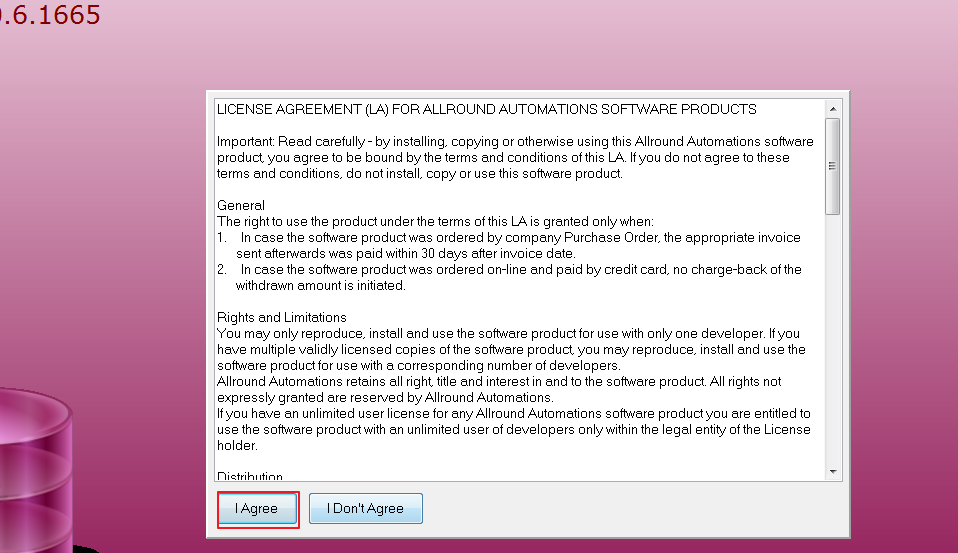 .6.1665
LICENSE AGREEMENT (LA) FOR ALLROUND AUTOMATIONS SOFTWARE PRODUCTS
Important: Read carefully - by installing, copying or otherwise using this Allround Automations software
product, you agree to be bound by the terms and conditions of this LA. If you do not agree to these
terms and conditions, do not install, copy or use this software product.
General
The right to use the product under the terms of this LA is granted only when:
1. In case the software product was ordered by company Purchase Order, the appropriate invoice
sent afterwards was paid within 30 days after invoice date.
2. In case the software product was ordered on-line and paid by credit card, no charge-back of the
withdrawn amount is initiated.
Rights and Limitations
You may only reproduce, install and use the software product for use with only one developer. If you
have multiple validly licensed copies of the software product, you may reproduce, install and use the
software product for use with a corresponding number of developers.
Allround Automations retains all right, title and interest in and to the software product. All rights not
expressly granted are reserved by Allround Automations.
If you have an unlimited user license for any Allround Automations software product you are entitled to
use the software product with an unlimited user of developers only within the legal entity of the License
holder.
Distribution
I Agree
I Don't Agree